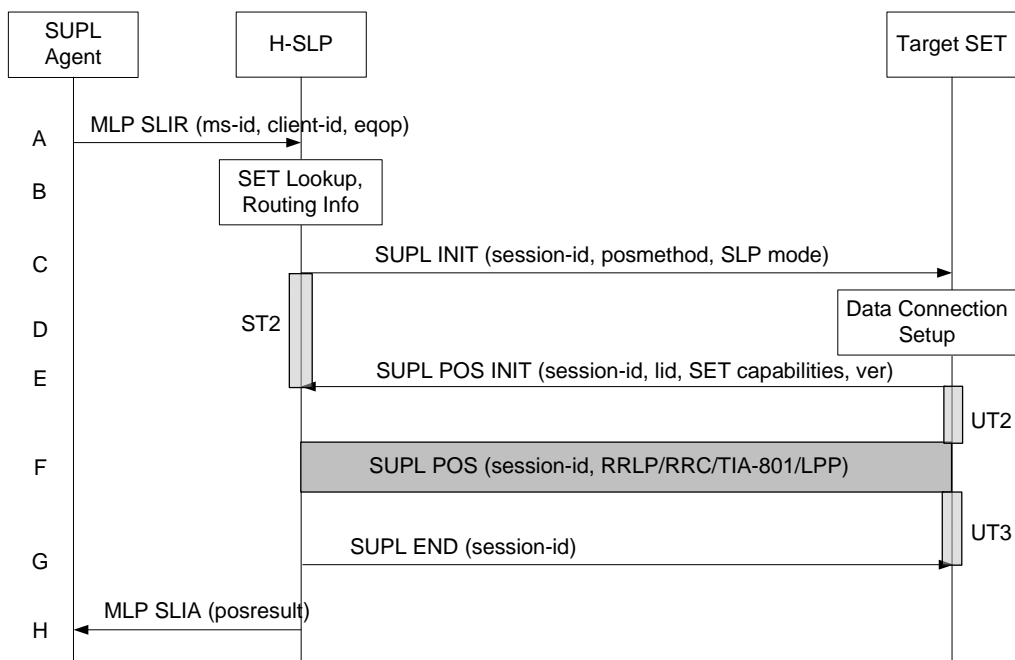 SUPL
Agent
H-SLP
Target SET
A
MLP SLIR (ms-id, client-id, eqop)
B
SET Lookup,
Routing Info
C
SUPL INIT (session-id, posmethod, SLP mode)
D
ST2
Data Connection
Setup
E
SUPL POS INIT (session-id, lid, SET capabilities, ver)
UT2
F
SUPL POS (session-id, RRLP/RRC/TIA-801/LPP)
UT3
G
SUPL END (session-id)
H
MLP SLIA (posresult)